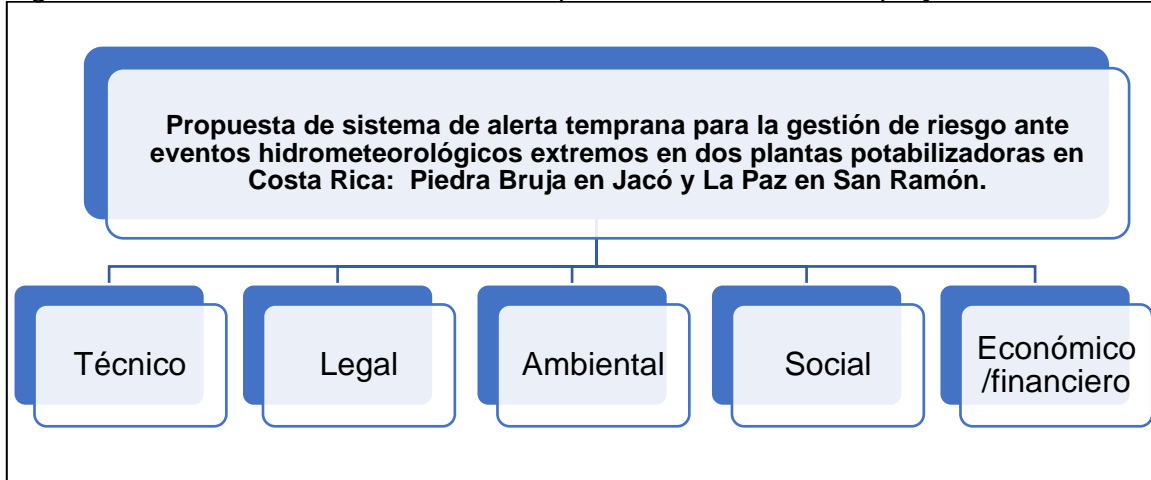 Propuesta de sistema de alerta temprana para la gestión de riesgo ante
eventos hidrometeorológicos extremos en dos plantas potabilizadoras en
Costa Rica: Piedra Bruja en Jacó y La Paz en San Ramón.
Técnico
Legal
Ambiental
Social
Económico
/financiero